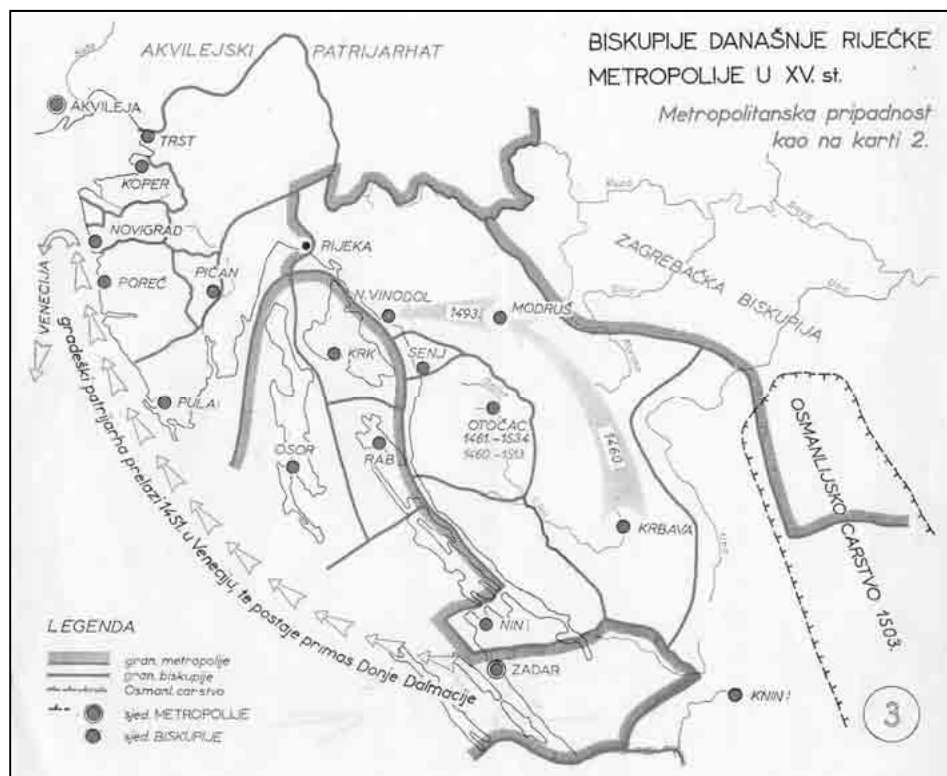 AKVILEJSKI PATRIJARHAT
BISKUPIJE DANAŠNJE RIJEČKE
METROPOLIJE U XV. st.
Metropolitanska pripadnost
kao na karti 2.
AKVILEJA
TRST
KOPER
NOVIGRAD
POREČ
PIĆAN
RIJEKA
PULA
VENECIJA
gradeški patrijarha prelazi 1451. u Veneciju, te postaje primas Donje Dalmacije
N. VINODOL
1493.
MODRUŠ
KRK
SENJ
OSOR
RAB
OTOČAC
1461.-1534.
1460.-1513.
1460.
KRBAVA
ZAGREBAČKA
BISKUPIJA
Kupa
OSMANLIJSKO CARSTVO 1503.
NIN
ZADAR
KNIN
LEGENDA
gran. metropolije
gran. biskupije
Osmanl. carstvo
sjed. METROPOLIJE
sjed. BISKUPIJE
3